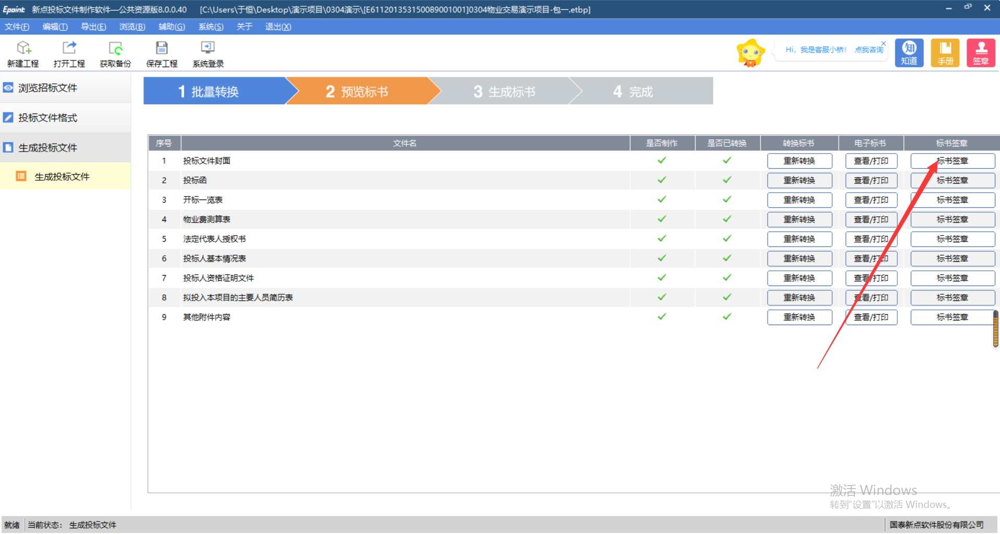 Epoint 新点投标文件制作软件—公共资源版8.0.0.40 [C:\Users\于恒\Desktop\演示项目\0304演示\[E6112013531500890​01001]0304物业交易演示项目-包一.etbp]
文件(F) 编辑(T) 导出(E) 浏览(B) 辅助(G) 系统(S) 关于 退出(X)
新建工程 打开工程 获取备份 保存工程 系统登录
Hi，我是客服小桥！ 点我咨询
知 知道 手册 签章
浏览招标文件
投标文件格式
生成投标文件
生成投标文件
1 批量转换 2 预览标书 3 生成标书 4 完成
序号 文件名 是否制作 是否已转换 转换标书 电子标书 标书签章
1 投标文件封面 重新转换 查看/打印 标书签章
2 投标函 重新转换 查看/打印 标书签章
3 开标一览表 重新转换 查看/打印 标书签章
4 物业费测算表 重新转换 查看/打印 标书签章
5 法定代表人授权书 重新转换 查看/打印 标书签章
6 投标人基本情况表 重新转换 查看/打印 标书签章
7 投标人资格证明文件 重新转换 查看/打印 标书签章
8 拟投入本项目的主要人员简历表 重新转换 查看/打印 标书签章
9 其他附件内容 重新转换 查看/打印 标书签章
激活 Windows
转到“设置”以激活 Windows。
就绪 当前状态： 生成投标文件 国泰新点软件股份有限公司